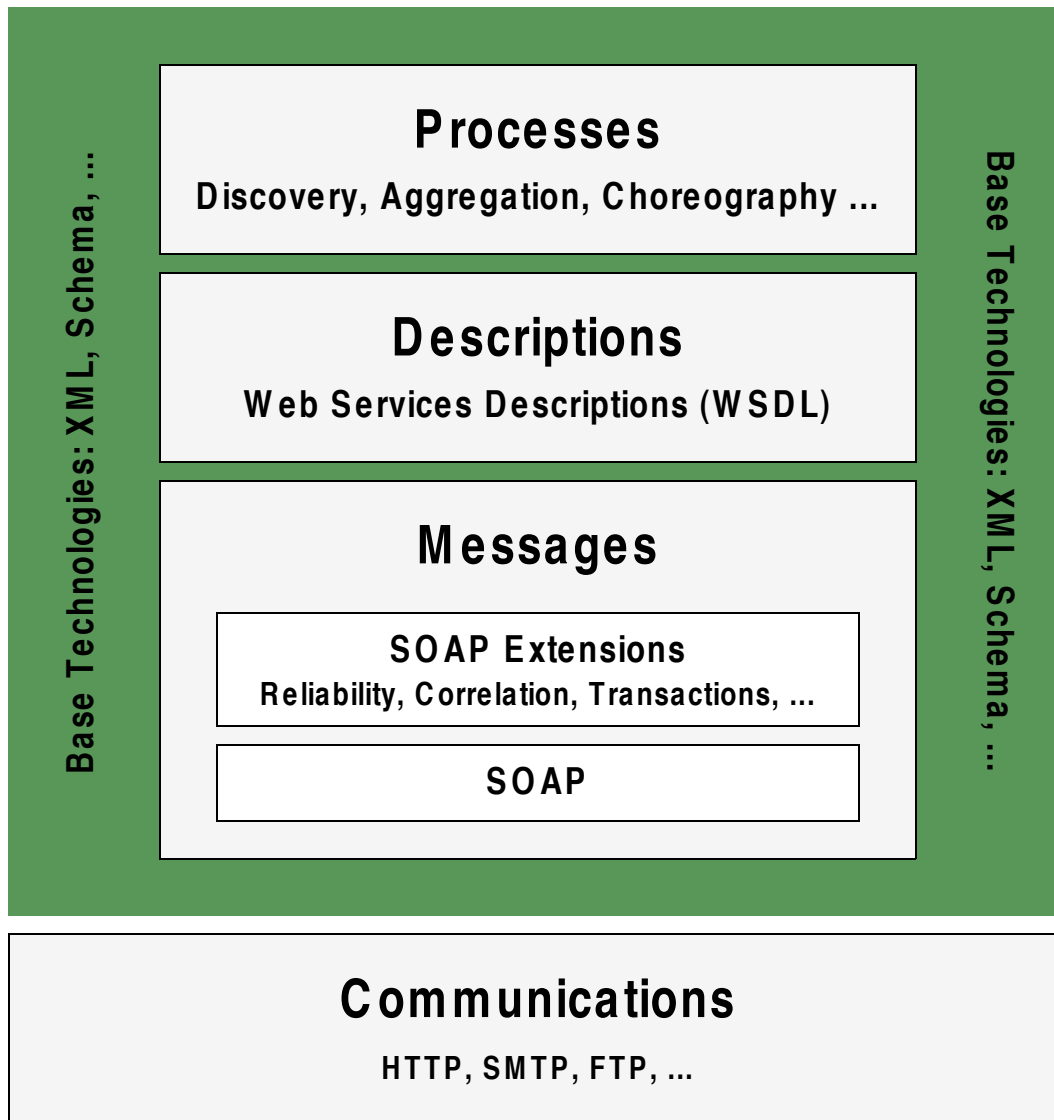 Processes
Discovery, Aggregation, Choreography ...
Descriptions
Web Services Descriptions (WSDL)
Messages
SOAP Extensions
Reliability, Correlation, Transactions, ...
SOAP
Base Technologies: XML, Schema, ...
Base Technologies: XML, Schema, ...
Communications
HTTP, SMTP, FTP, ...